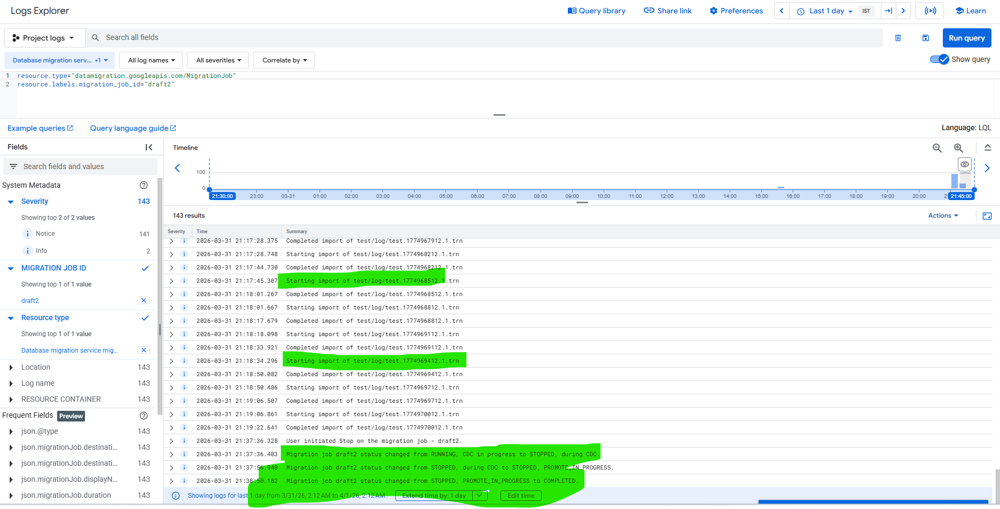 Logs Explorer
Query library
Share link
Preferences
Last 1 day
IST
Learn
Project logs
Search all fields
Run query
Database migration serv... +1
All log names
All severities
Correlate by
Show query
1 resource.type="datamigration.googleapis.com/MigrationJob"
2 resource.labels.migration_job_id="draft2"
Example queries
Query language guide
Language: LQL
Fields
Search fields and values
System Metadata
Severity 143
Showing top 2 of 2 values
Notice 141
Info 2
MIGRATION JOB ID
Showing top 1 of 1 value
draft2
Resource type
Showing top 1 of 1 value
Database migration service mig...
Location 143
Log name 143
RESOURCE CONTAINER 143
Frequent Fields Preview
json.@type 143
json.migrationJob.destinati... 143
json.migrationJob.destinati... 143
json.migrationJob.displayN... 143
json.migrationJob.duration 143
Timeline
100
0
21:30:00 23:00 03-31 01:00 02:00 03:00 04:00 05:00 06:00 07:00 08:00 09:00 10:00 11:00 12:00 13:00 14:00 15:00 16:00 17:00 18:00 19:00 20:00 2 21:45:00
143 results
Actions
Severity Time Summary
2026-03-31 21:17:28.375 Completed import of test/log/test.1774967912.1.trn
2026-03-31 21:17:28.748 Starting import of test/log/test.1774968212.1.trn
2026-03-31 21:17:44.730 Completed import of test/log/test.1774968212.1.trn
2026-03-31 21:17:45.307 Starting import of test/log/test.1774968512.1.trn
2026-03-31 21:18:01.267 Completed import of test/log/test.1774968512.1.trn
2026-03-31 21:18:01.667 Starting import of test/log/test.1774968812.1.trn
2026-03-31 21:18:17.679 Completed import of test/log/test.1774968812.1.trn
2026-03-31 21:18:18.098 Starting import of test/log/test.1774969112.1.trn
2026-03-31 21:18:33.921 Completed import of test/log/test.1774969112.1.trn
2026-03-31 21:18:34.296 Starting import of test/log/test.1774969412.1.trn
2026-03-31 21:18:50.082 Completed import of test/log/test.1774969412.1.trn
2026-03-31 21:18:50.486 Starting import of test/log/test.1774969712.1.trn
2026-03-31 21:19:06.507 Completed import of test/log/test.1774969712.1.trn
2026-03-31 21:19:06.861 Starting import of test/log/test.1774970012.1.trn
2026-03-31 21:19:22.641 Completed import of test/log/test.1774970012.1.trn
2026-03-31 21:37:36.328 User initiated Stop on the migration job - draft2.
2026-03-31 21:37:36.403 Migration job draft2 status changed from RUNNING, CDC in progress to STOPPED, during CDC.
2026-03-31 21:37:56.940 Migration job draft2 status changed from STOPPED, during CDC to STOPPED, PROMOTE_IN_PROGRESS.
2026-03-31 21:38:50.182 Migration job draft2 status changed from STOPPED, PROMOTE_IN_PROGRESS to COMPLETED.
Showing logs for last 1 day from 3/31/26, 2:12 AM to 4/1/26, 2:12 AM.
Extend time by: 1 day
Edit time